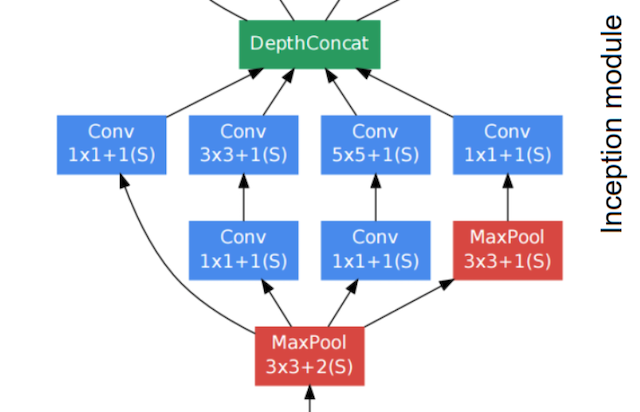 DepthConcat
Conv
1x1+1(S)
Conv
3x3+1(S)
Conv
5x5+1(S)
Conv
1x1+1(S)
Conv
1x1+1(S)
Conv
1x1+1(S)
MaxPool
3x3+1(S)
MaxPool
3x3+2(S)
Inception module